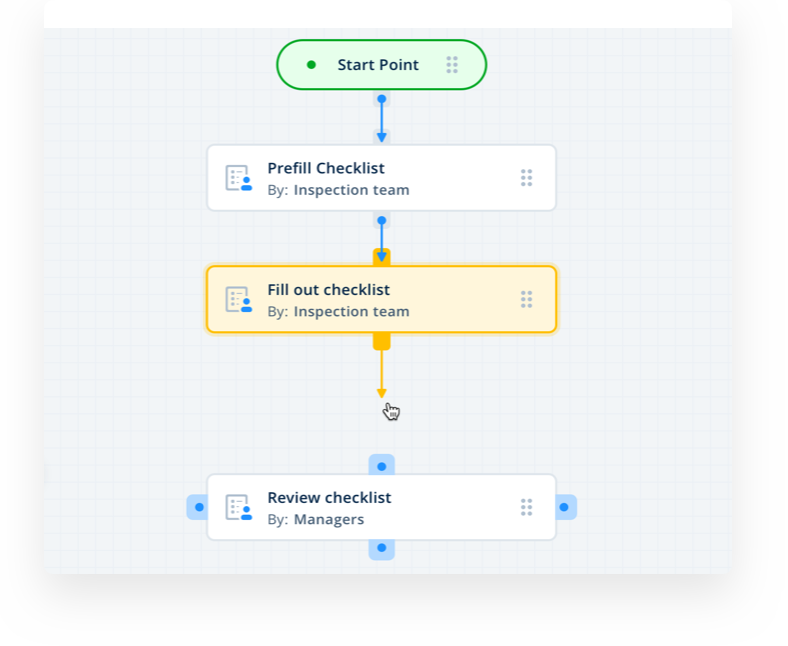 Start Point
Prefill Checklist
By: Inspection team
Fill out checklist
By: Inspection team
Review checklist
By: Managers